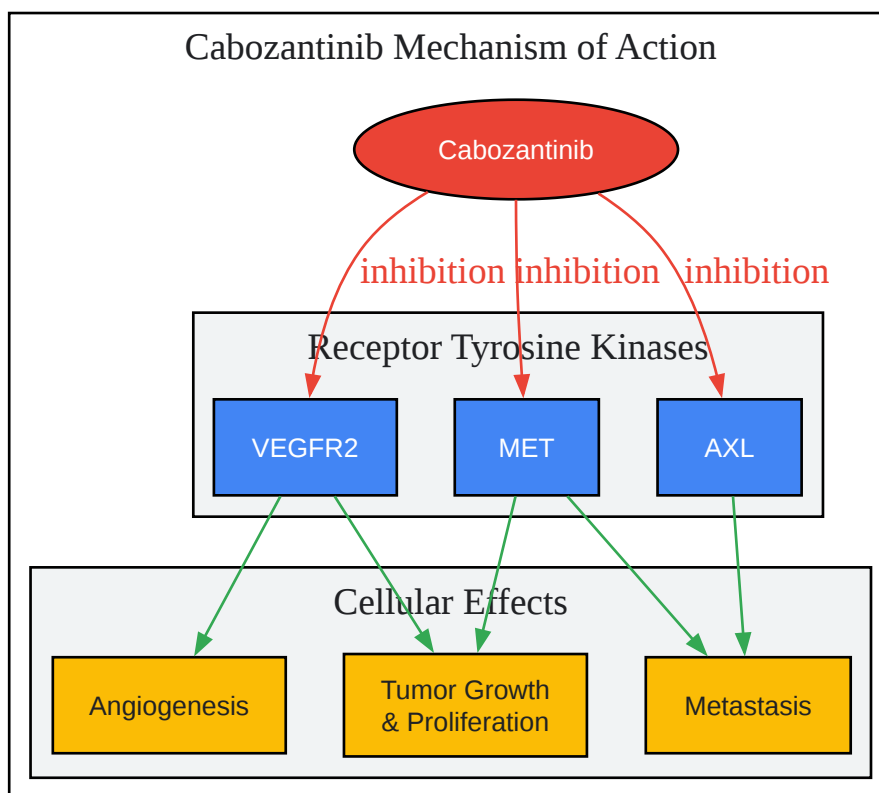 Cabozantinib Mechanism of Action
Cabozantinib
inhibition inhibition inhibition
Receptor Tyrosine Kinases
VEGFR2 MET AXL
Cellular Effects
Angiogenesis
Tumor Growth
& Proliferation
Metastasis